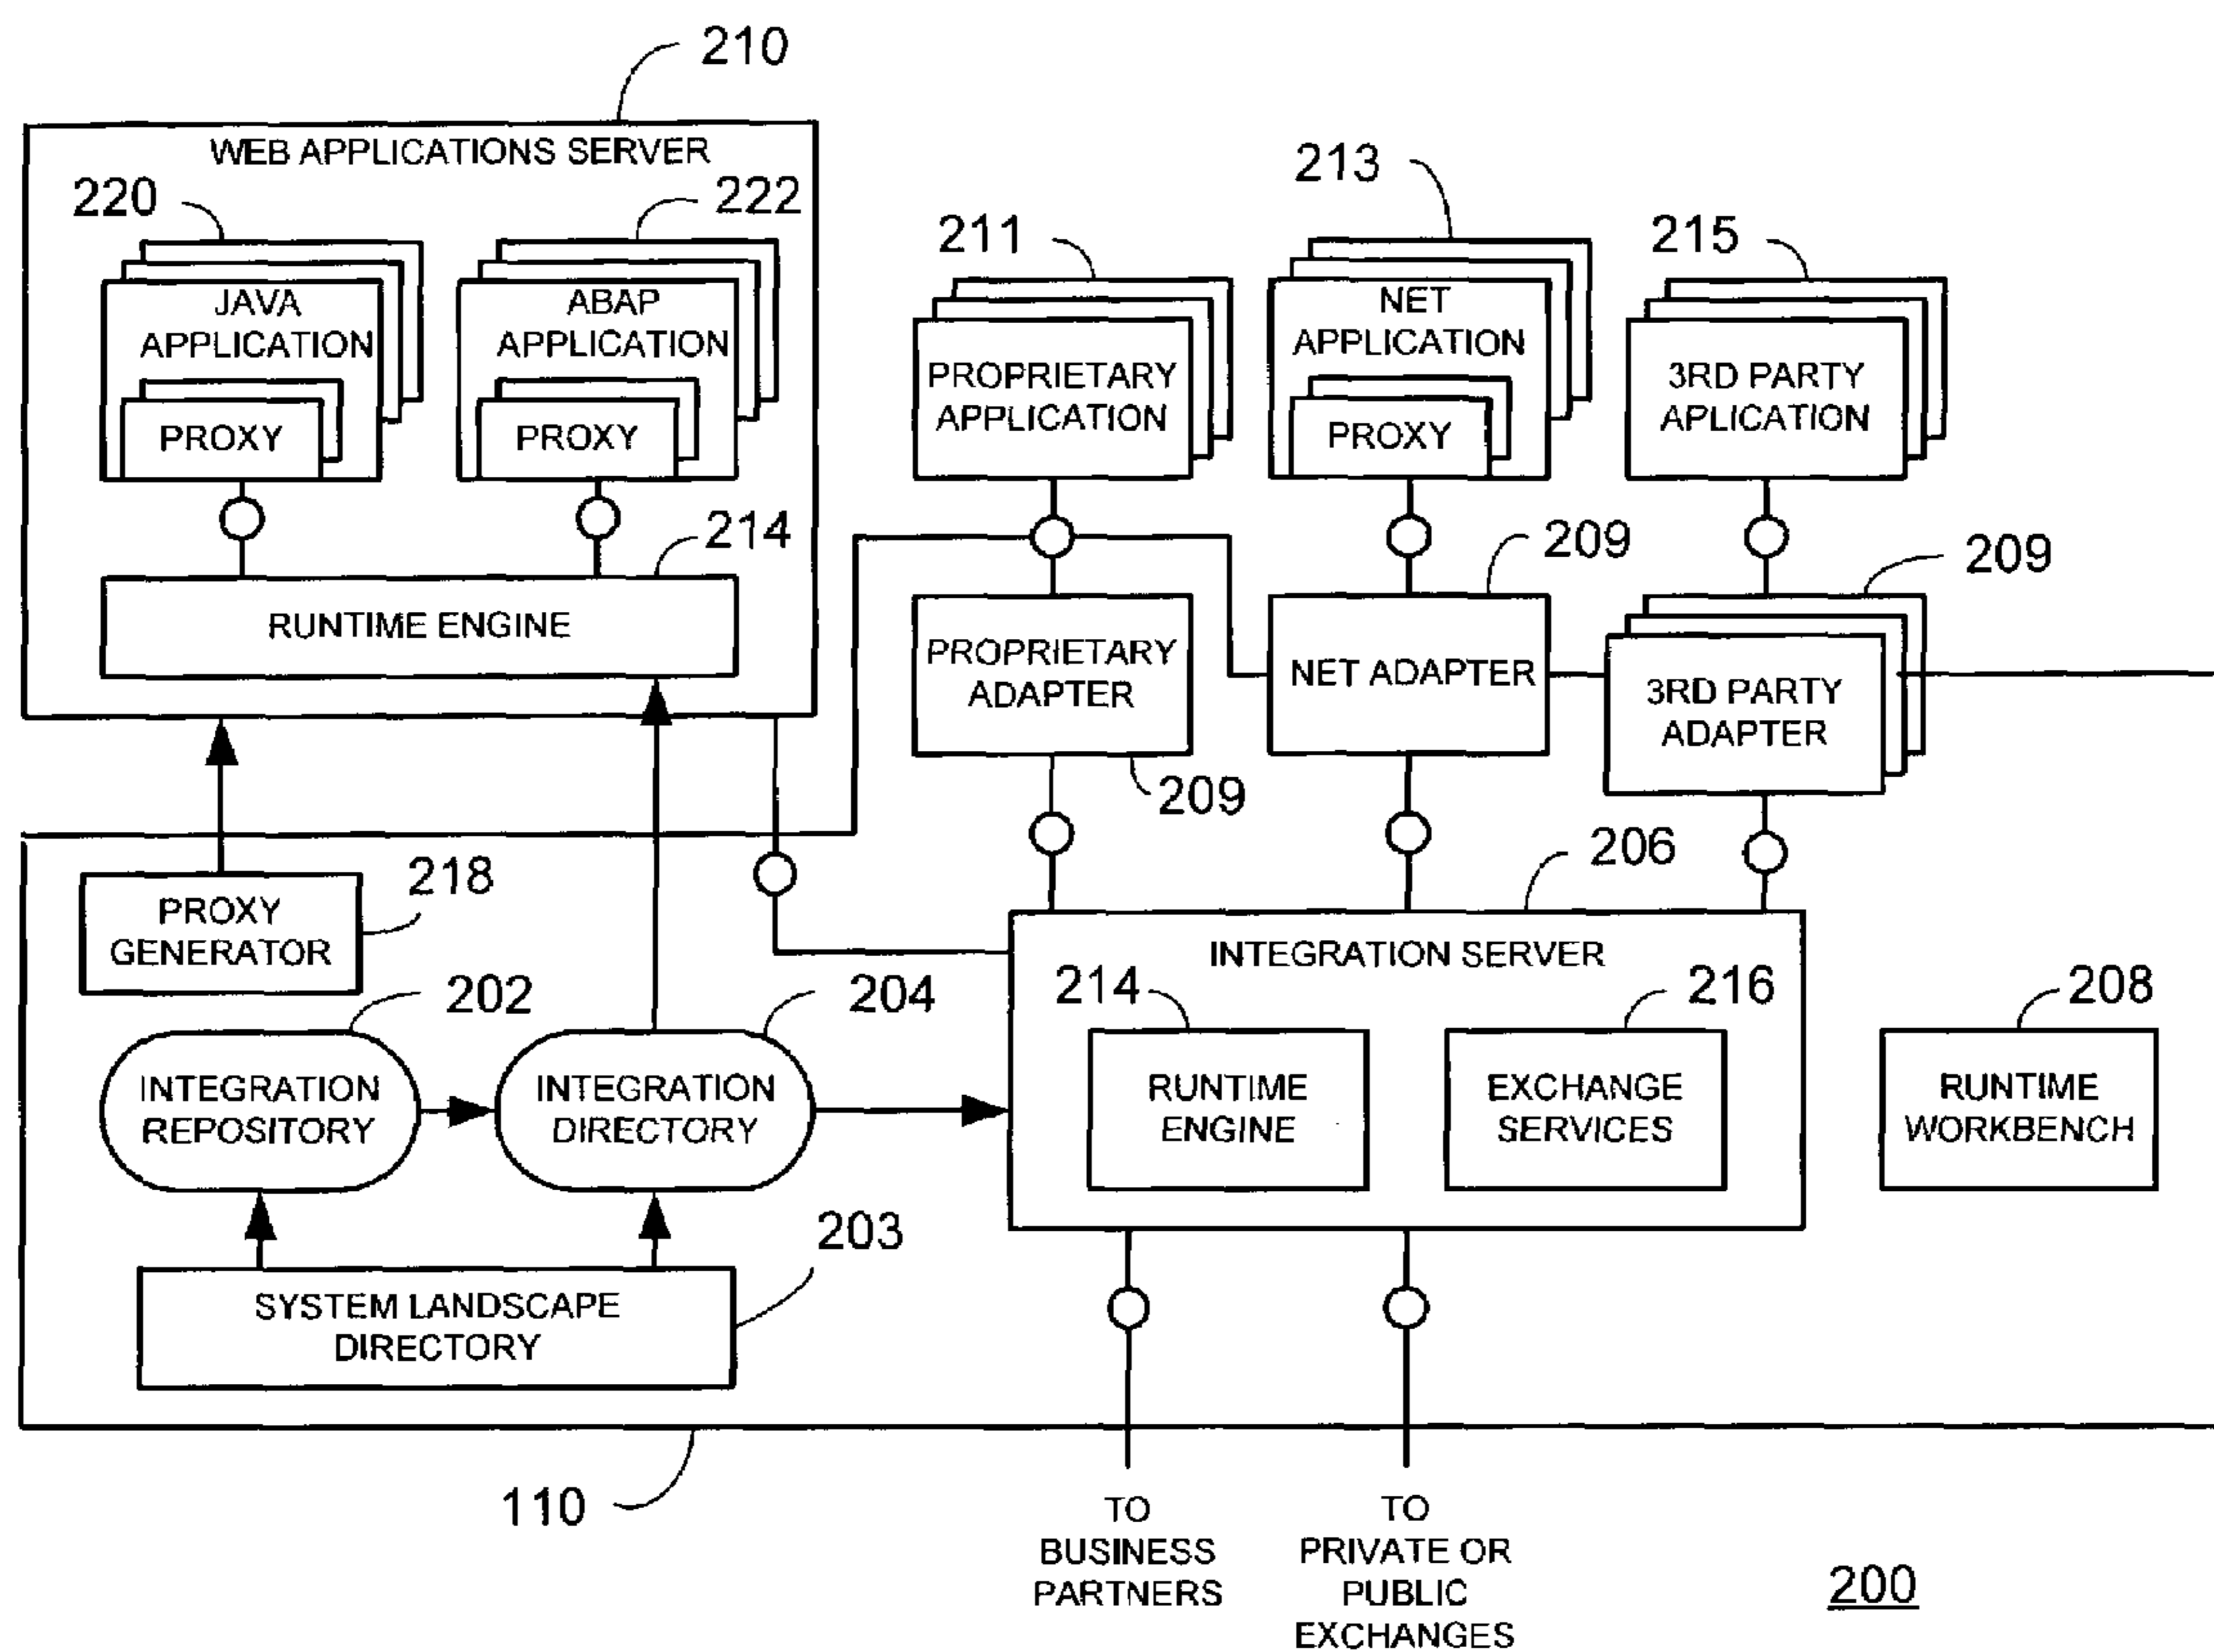 210
WEB APPLICATIONS SERVER
220
222
JAVA
APPLICATION
PROXY
ABAP
APPLICATION
PROXY
214
RUNTIME ENGINE
211
PROPRIETARY
APPLICATION
213
NET
APPLICATION
PROXY
215
3RD PARTY
APLICATION
209
209
PROPRIETARY
ADAPTER
209
NET ADAPTER
3RD PARTY
ADAPTER
218
PROXY
GENERATOR
206
INTEGRATION SERVER
202
204
214
216
208
INTEGRATION
REPOSITORY
INTEGRATION
DIRECTORY
RUNTIME
ENGINE
EXCHANGE
SERVICES
RUNTIME
WORKBENCH
203
SYSTEM LANDSCAPE
DIRECTORY
110
TO
BUSINESS
PARTNERS
TO
PRIVATE OR
PUBLIC
EXCHANGES
200